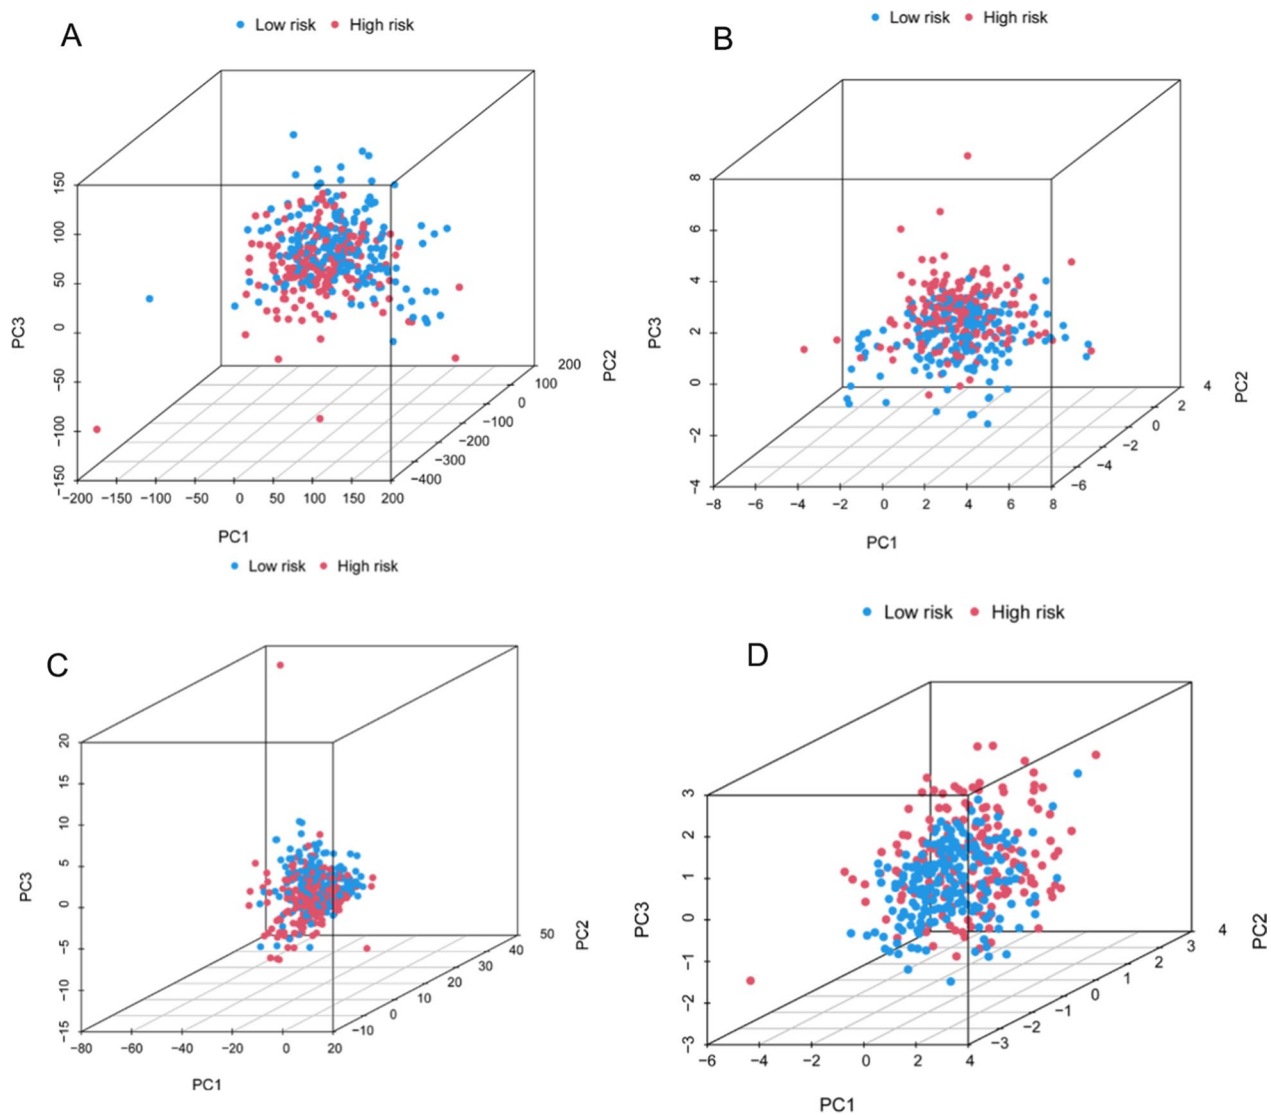 A
Low risk High risk
150
100
50
0
−50
−100
−150
PC3
−200 −150 −100 −50 0 50 100 150 200
PC1
−400
−300
−200
−100
0
100
200
PC2
B
Low risk High risk
8
6
4
2
0
−2
−4
PC3
−8 −6 −4 −2 0 2 4 6 8
PC1
−6
−4
−2
0
2
4
PC2
C
Low risk High risk
20
15
10
5
0
−5
−10
−15
PC3
−80 −60 −40 −20 0 20
PC1
−10
0
10
20
30
40
50
PC2
D
Low risk High risk
3
2
1
0
−1
−2
−3
PC3
−6 −4 −2 0 2 4
PC1
−3
−2
−1
0
1
2
3
4
PC2